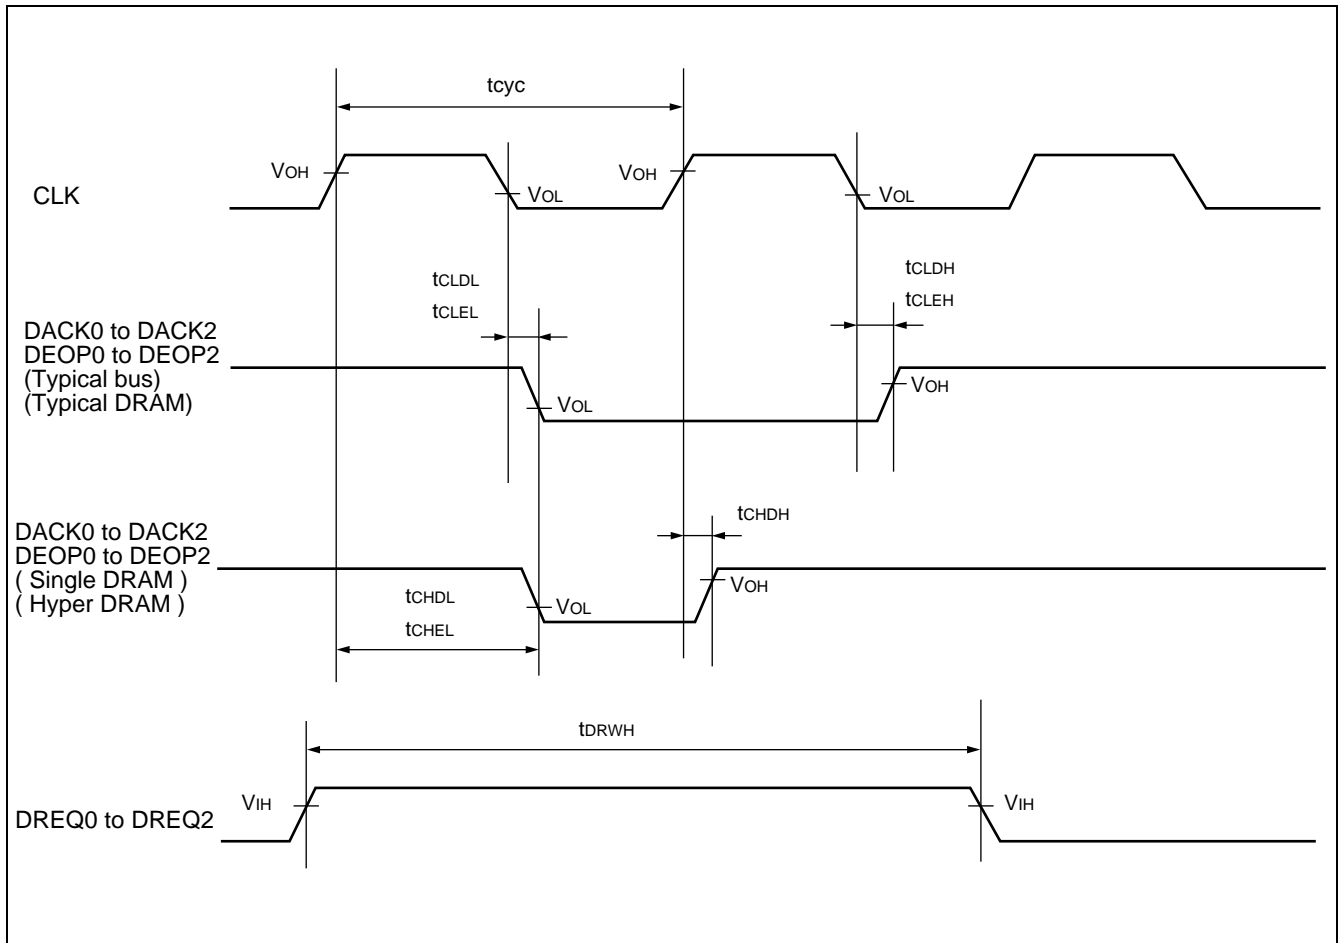 tcyc
VOH
VOL
VOH
VOL
CLK
tCLDL
tCLEL
tCLDH
tCLEH
DACK0 to DACK2
DEOP0 to DEOP2
(Typical bus)
(Typical DRAM)
VOL
VOH
DACK0 to DACK2
DEOP0 to DEOP2
( Single DRAM )
( Hyper DRAM )
tCHDH
tCHDL
tCHEL
VOL
VOH
tDRWH
VIH
VIH
DREQ0 to DREQ2